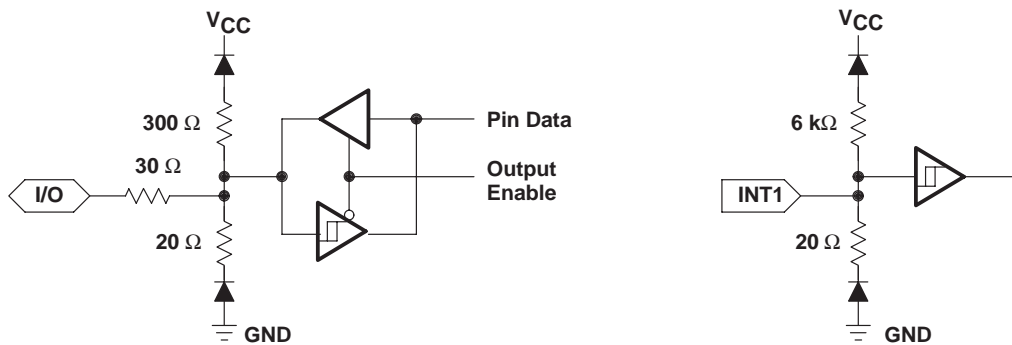 VCC
300 Ω
30 Ω
I/O
20 Ω
GND
Pin Data
Output
Enable
VCC
6 kΩ
INT1
20 Ω
GND